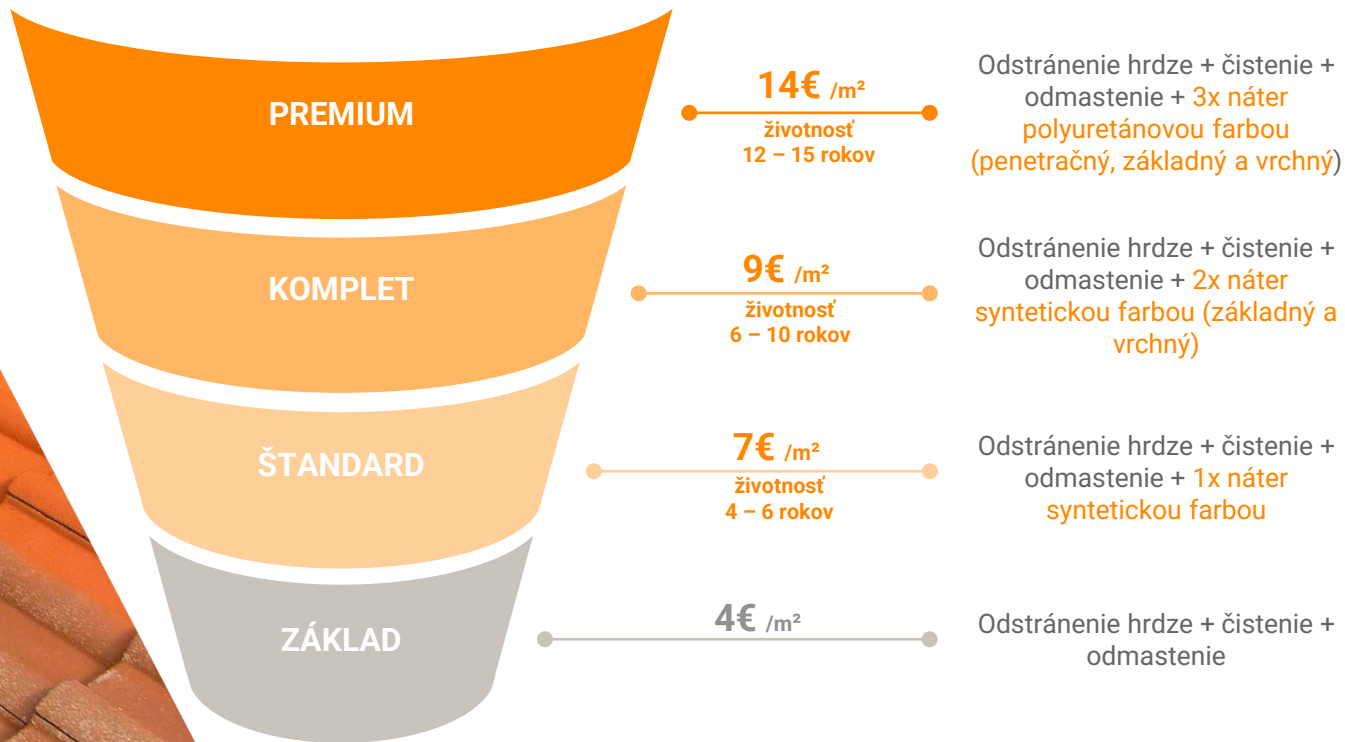 PREMIUM
14€ /m²
životnosť
12 – 15 rokov
Odstránenie hrdze + čistenie +
odmastenie + 3x náter
polyuretánovou farbou
(penetračný, základný a vrchný)
KOMPLET
9€ /m²
životnosť
6 – 10 rokov
Odstránenie hrdze + čistenie +
odmastenie + 2x náter
syntetickou farbou (základný a
vrchný)
ŠTANDARD
7€ /m²
životnosť
4 – 6 rokov
Odstránenie hrdze + čistenie +
odmastenie + 1x náter
syntetickou farbou
ZÁKLAD
4€ /m²
Odstránenie hrdze + čistenie +
odmastenie